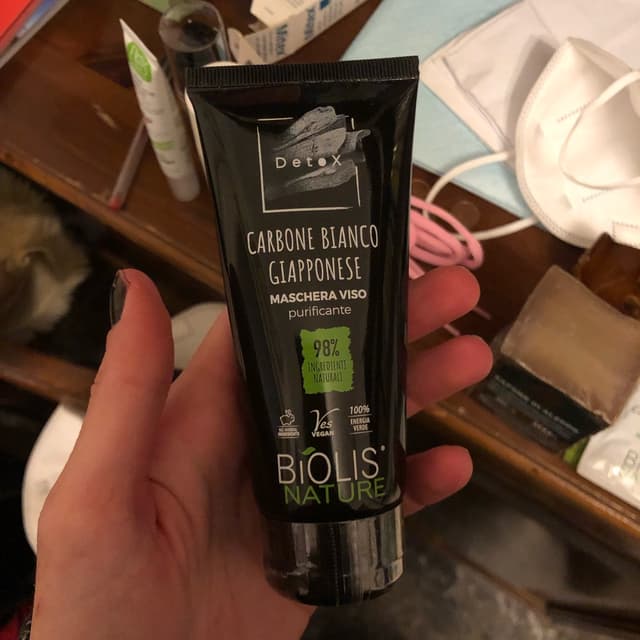 DetoX
CARBONE BIANCO
GIAPPONESE
MASCHERA VISO
purificante
98%
INGREDIENTI
NATURALI
Yes
VEGAN
100%
ENERGIA
VERDE
BiOLIS
NATURE